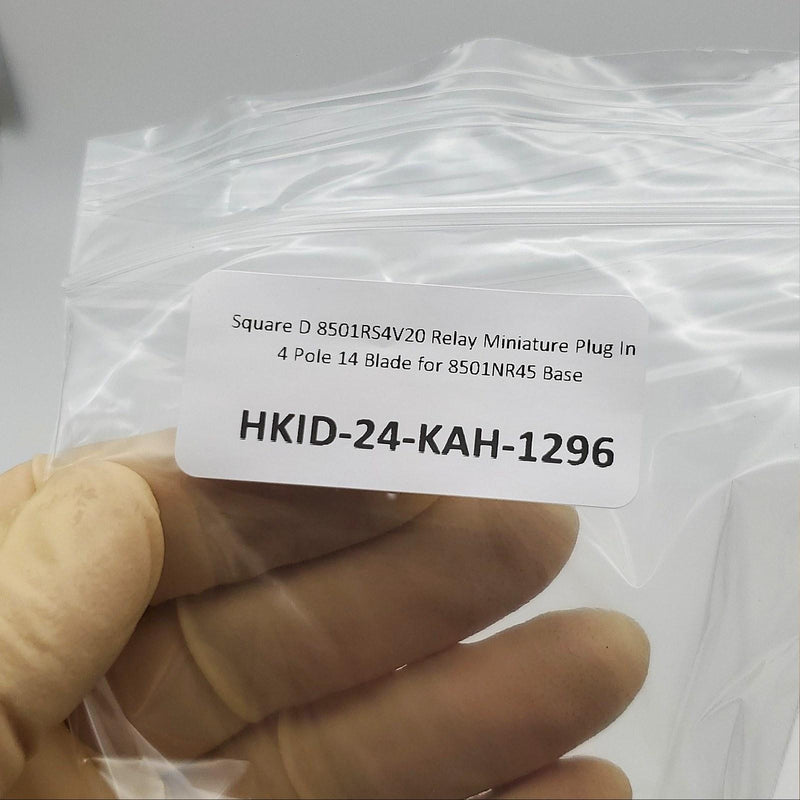 Square D 8501RS4V20 Relay Miniature Plug In
4 Pole 14 Blade for 8501NR45 Base
HKID-24-KAH-1296